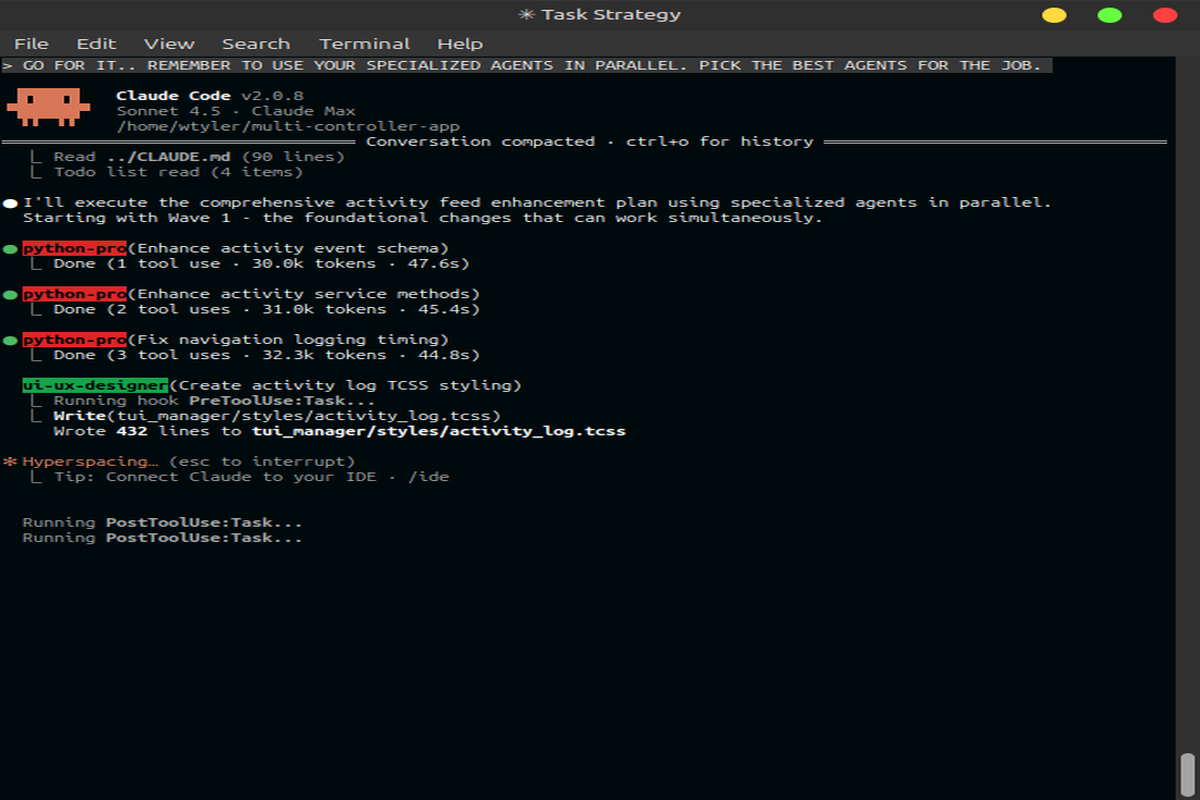 ✳ Task Strategy
File Edit View Search Terminal Help
> GO FOR IT.. REMEMBER TO USE YOUR SPECIALIZED AGENTS IN PARALLEL. PICK THE BEST AGENTS FOR THE JOB.
Claude Code v2.0.8
Sonnet 4.5 · Claude Max
/home/wtyler/multi-controller-app
Conversation compacted · ctrl+o for history
⎿ Read ../CLAUDE.md (90 lines)
⎿ Todo list read (4 items)
● I'll execute the comprehensive activity feed enhancement plan using specialized agents in parallel.
Starting with Wave 1 - the foundational changes that can work simultaneously.
● python-pro(Enhance activity event schema)
⎿ Done (1 tool use · 30.0k tokens · 47.6s)
● python-pro(Enhance activity service methods)
⎿ Done (2 tool uses · 31.0k tokens · 45.4s)
● python-pro(Fix navigation logging timing)
⎿ Done (3 tool uses · 32.3k tokens · 44.8s)
ui-ux-designer(Create activity log TCSS styling)
⎿ Running hook PreToolUse:Task...
⎿ Write(tui_manager/styles/activity_log.tcss)
Wrote 432 lines to tui_manager/styles/activity_log.tcss
✻ Hyperspacing… (esc to interrupt)
⎿ Tip: Connect Claude to your IDE · /ide
Running PostToolUse:Task...
Running PostToolUse:Task...